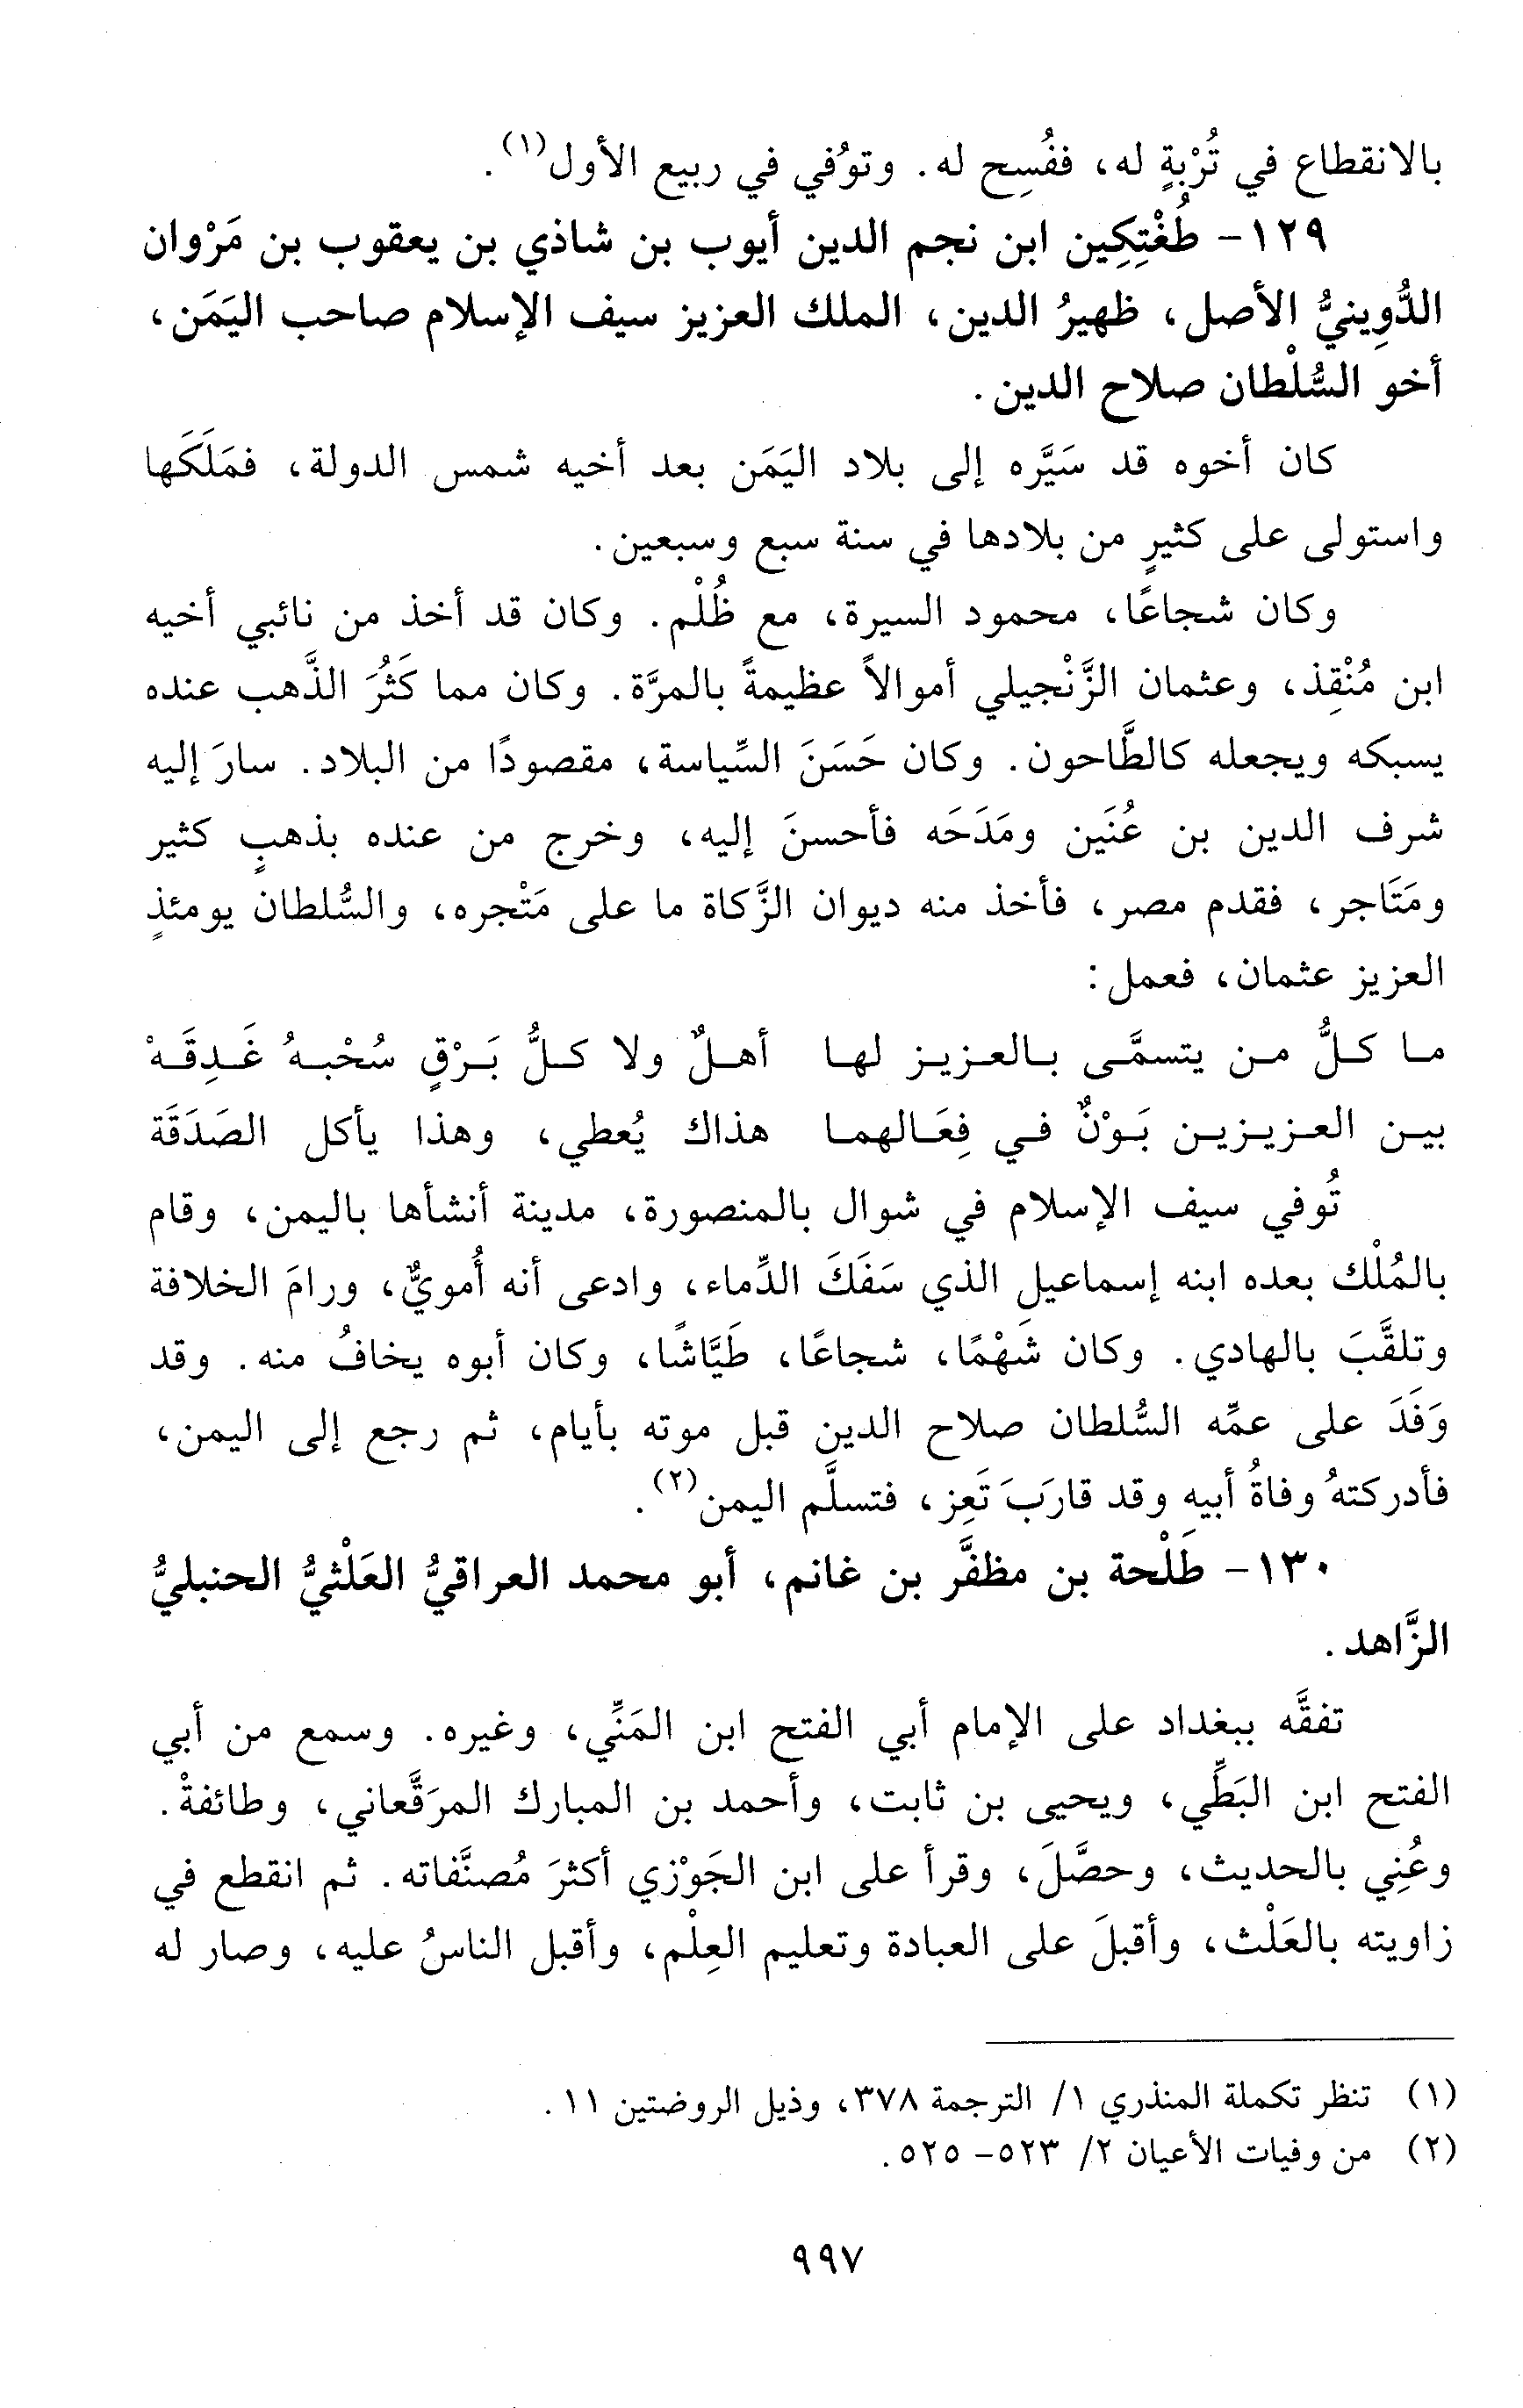 بالانقطاع في تُرْبةٍ له، ففُسِح له. وتوُفي في ربيع الأول(١).
١٢٩- طُغْتِكِين ابن نجم الدين أيوب بن شاذي بن يعقوب بن مَرْوان
الدُّوِينيُّ الأصل، ظهيرُ الدين، الملك العزيز سيف الإسلام صاحب اليَمَن،
أخو السُّلْطان صلاح الدين.
كان أخوه قد سَيَّره إلى بلاد اليَمَن بعد أخيه شمس الدولة، فمَلَكَها
واستولى على كثيرٍ من بلادها في سنة سبع وسبعين.
وكان شجاعًا، محمود السيرة، مع ظُلْم. وكان قد أخذ من نائبي أخيه
ابن مُنْقِذ، وعثمان الزَّنْجيلي أموالاً عظيمةً بالمرَّة. وكان مما كَثُرَ الذَّهب عنده
يسبكه ويجعله كالطَّاحون. وكان حَسَنَ السِّياسة، مقصودًا من البلاد. سارَ إليه
شرف الدين بن عُنَين ومَدَحَه فأحسنَ إليه، وخرج من عنده بذهبٍ كثير
ومَتَاجر، فقدم مصر، فأخذ منه ديوان الزَّكاة ما على مَتْجره، والسُّلطان يومئذٍ
العزيز عثمان، فعمل:
ما كلُّ من يتسمَّى بالعزيز لها أهلٌ ولا كلُّ بَرْقٍ سُحْبهُ غَدِقَهْ
بين العزيزين بَوْنٌ في فِعَالهما هذاك يُعطي، وهذا يأكل الصَدَقَة
تُوفي سيف الإسلام في شوال بالمنصورة، مدينة أنشأها باليمن، وقام
بالمُلْك بعده ابنه إسماعيل الذي سَفَكَ الدِّماء، وادعى أنه أُمويٌّ، ورامَ الخلافة
وتلقَّبَ بالهادي. وكان شَهْمًا، شجاعًا، طَيَّاشًا، وكان أبوه يخافُ منه. وقد
وَفَدَ على عمِّه السُّلطان صلاح الدين قبل موته بأيام، ثم رجع إلى اليمن،
فأدركتهُ وفاةُ أبيه وقد قارَبَ تَعِز، فتسلَّم اليمن(٢).
١٣٠- طَلْحة بن مظفَّر بن غانم، أبو محمد العراقيُّ العَلْثيُّ الحنبليُّ
الزَّاهد.
تفقَّه ببغداد على الإمام أبي الفتح ابن المَنِّي، وغيره. وسمع من أبي
الفتح ابن البَطِّي، ويحيى بن ثابت، وأحمد بن المبارك المرَقَّعاني، وطائفةْ.
وعُنِي بالحديث، وحصَّلَ، وقرأ على ابن الجَوْزي أكثرَ مُصنَّفاته. ثم انقطع في
زاويته بالعَلْث، وأقبلَ على العبادة وتعليم العِلْم، وأقبل الناسُ عليه، وصار له
(١) تنظر تكملة المنذري ١/ الترجمة ٣٧٨، وذيل الروضتين ١١.
(٢) من وفيات الأعيان ٢/ ٥٢٣- ٥٢٥.
٩٩٧